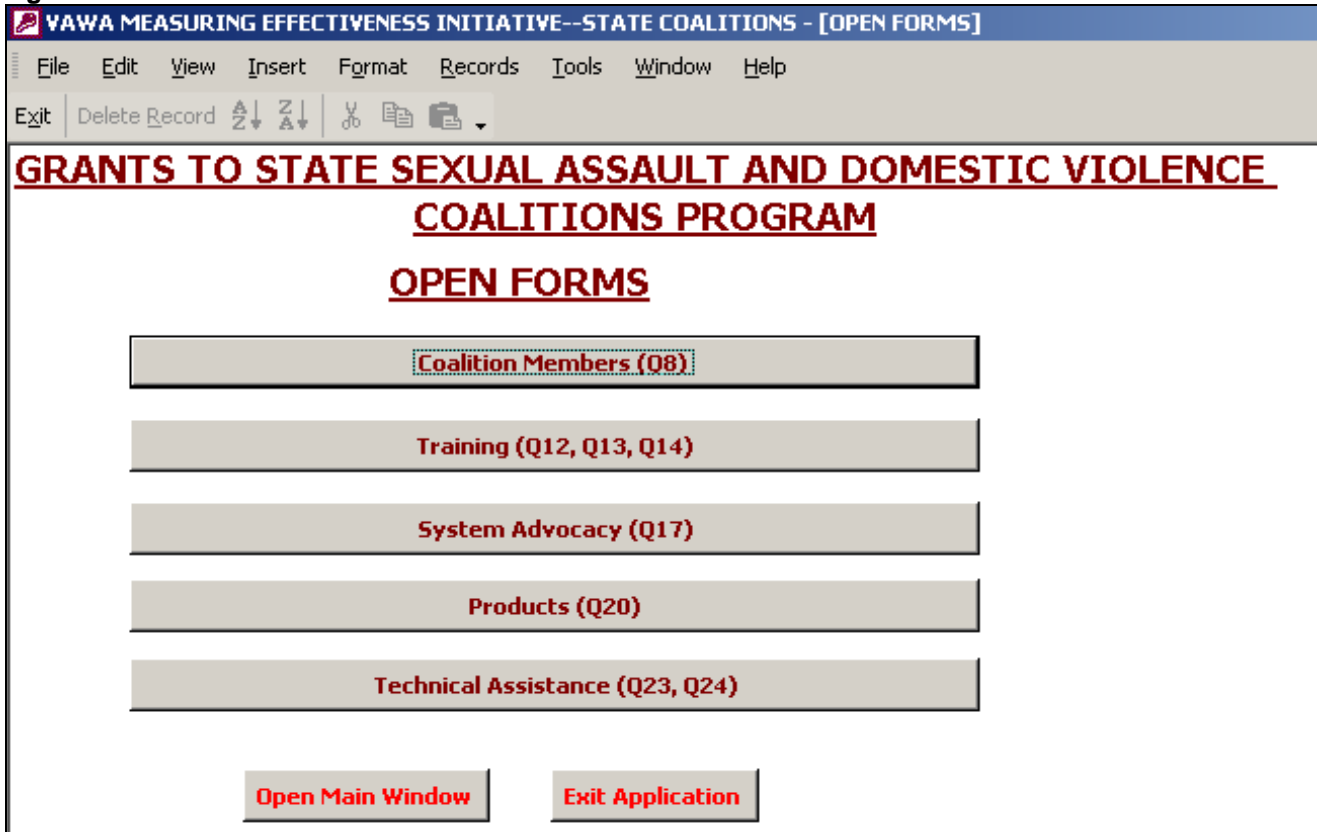 VAWA MEASURING EFFECTIVENESS INITIATIVE--STATE COALITIONS - [OPEN FORMS]
File Edit View Insert Format Records Tools Window Help
Exit Delete Record
GRANTS TO STATE SEXUAL ASSAULT AND DOMESTIC VIOLENCE
COALITIONS PROGRAM
OPEN FORMS
Coalition Members (Q8)
Training (Q12, Q13, Q14)
System Advocacy (Q17)
Products (Q20)
Technical Assistance (Q23, Q24)
Open Main Window Exit Application